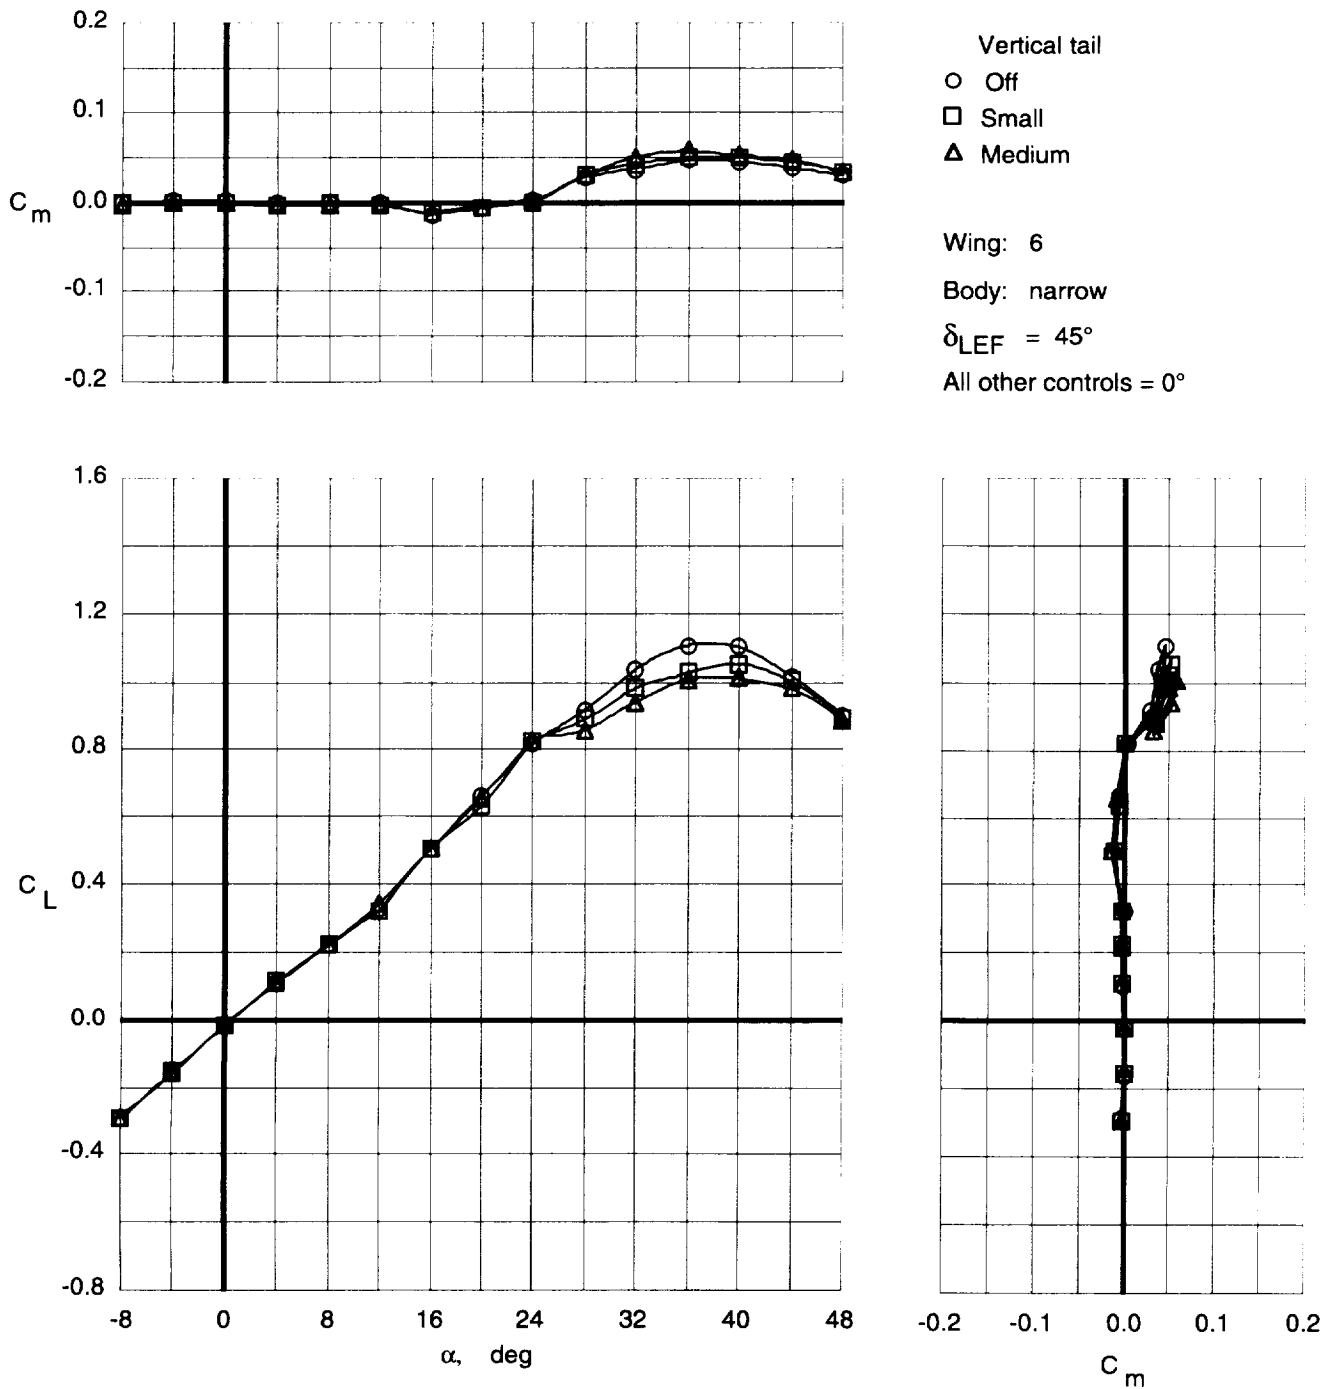 0.2
0.1
C m 0.0
-0.1
-0.2
Vertical tail
Off
Small
Medium
Wing: 6
Body: narrow
δLEF = 45°
All other controls = 0°
1.6
1.2
0.8
C L 0.4
0.0
-0.4
-0.8
-8 0 8 16 24 32 40 48
α, deg
-0.2 -0.1 0.0 0.1 0.2
C m